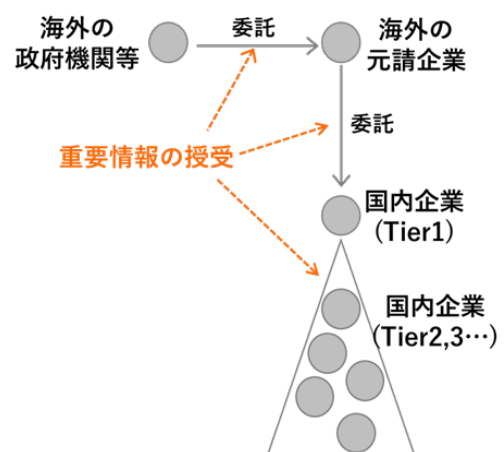 海外の
政府機関等
委託
海外の
元請企業
委託
重要情報の授受
国内企業
(Tier1)
国内企業
(Tier2,3…)